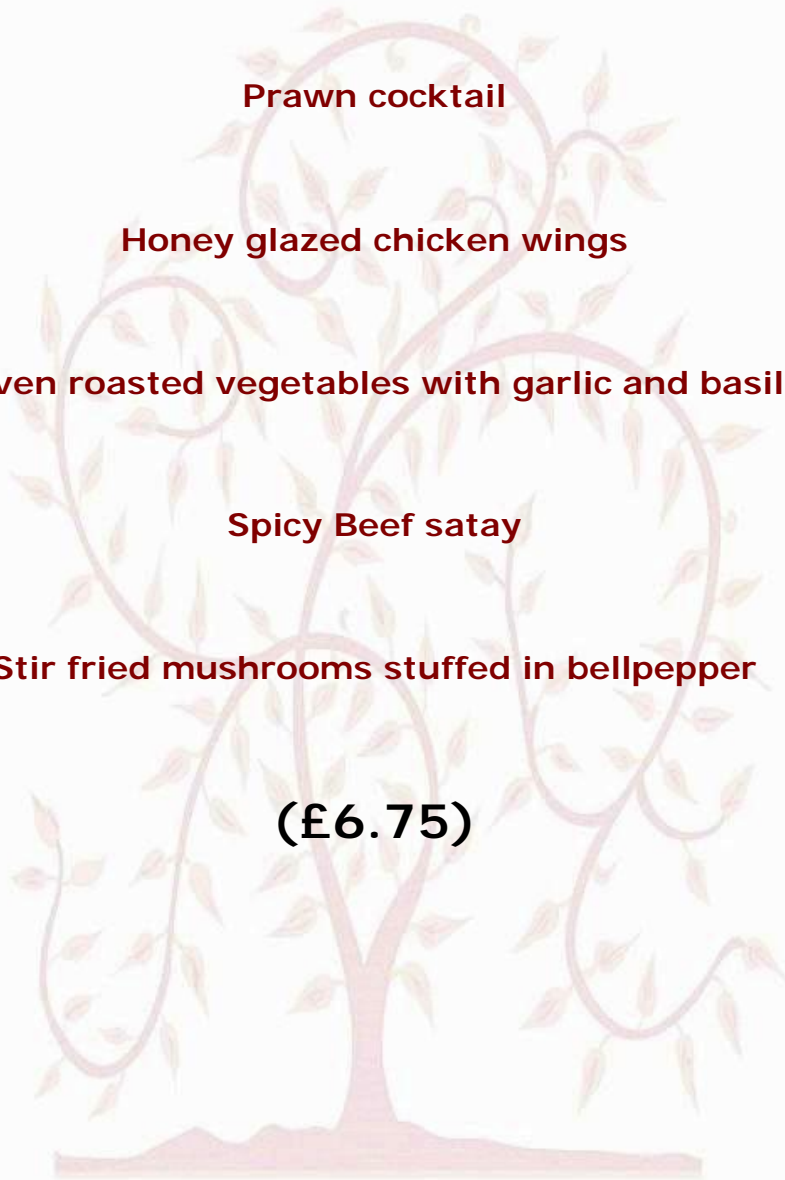 Prawn cocktail
Honey glazed chicken wings
ven roasted vegetables with garlic and basil
Spicy Beef satay
Stir fried mushrooms stuffed in bellpepper
(£6.75)